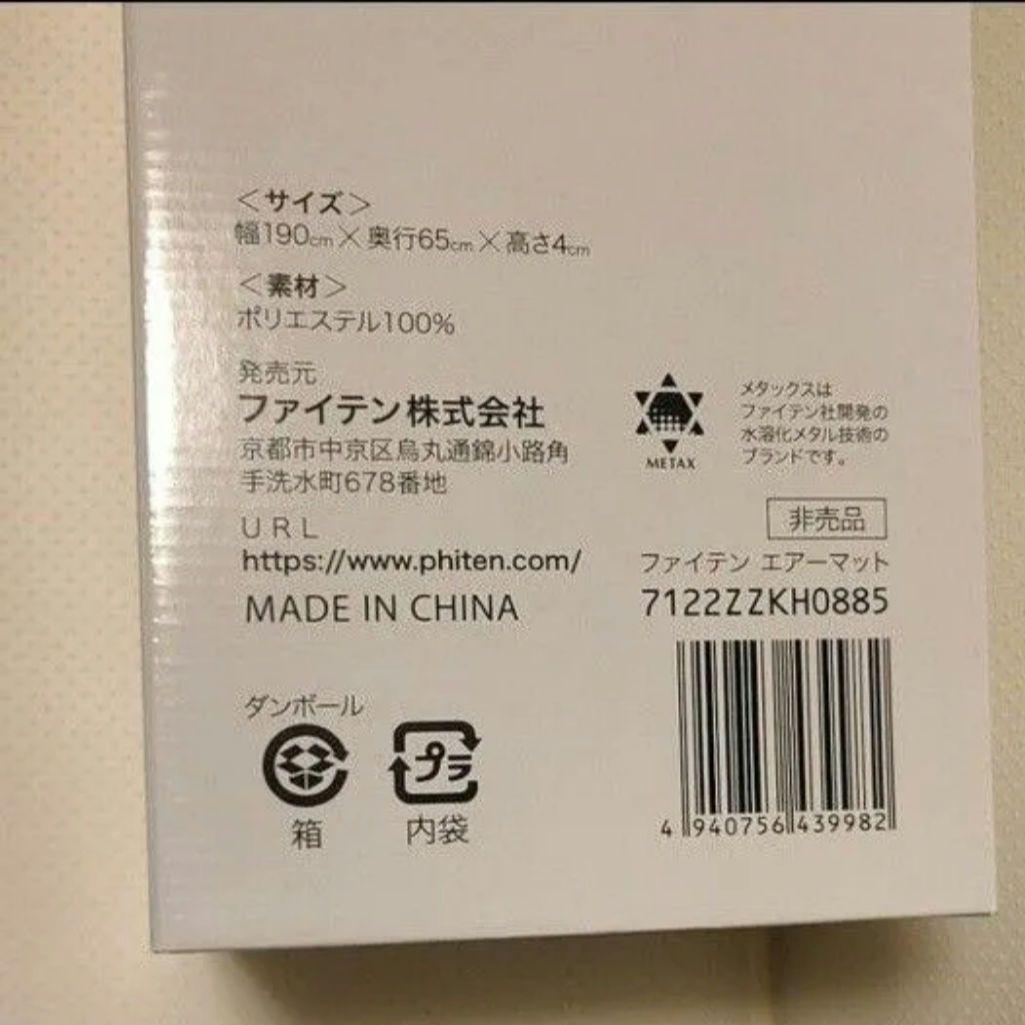 ＜サイズ＞
幅190cm×奥行65cm×高さ4cm
＜素材＞
ポリエステル100%
発売元
ファイテン株式会社
京都市中京区烏丸通錦小路角
手洗水町678番地
URL
https://www.phiten.com/
MADE IN CHINA
METAX
メタックスは
ファイテン社開発の
水溶化メタル技術の
ブランドです。
非売品
ファイテン エアーマット
7122ZZKH0885
4 940756 439982
ダンボール
箱
プラ
内袋